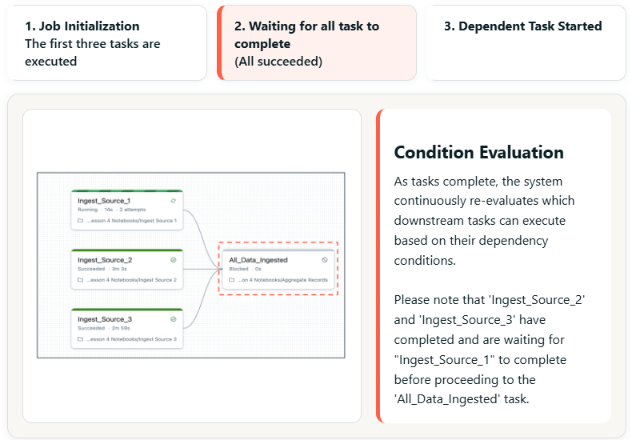 1. Job Initialization
The first three tasks are
executed
2. Waiting for all task to
complete
(All succeeded)
3. Dependent Task Started
Ingest_Source_1
Running · 18s · 2 attempts
...esson 4 Notebooks/Ingest Source 1
Ingest_Source_2
Succeeded · 2m 3s
...esson 4 Notebooks/Ingest Source 2
Ingest_Source_3
Succeeded · 2m 59s
...esson 4 Notebooks/Ingest Source 3
All_Data_Ingested
Blocked · 0s
...on 4 Notebooks/Aggregate Records
Condition Evaluation
As tasks complete, the system
continuously re-evaluates which
downstream tasks can execute
based on their dependency
conditions.
Please note that 'Ingest_Source_2'
and 'Ingest_Source_3' have
completed and are waiting for
"Ingest_Source_1" to complete
before proceeding to the
'All_Data_Ingested' task.